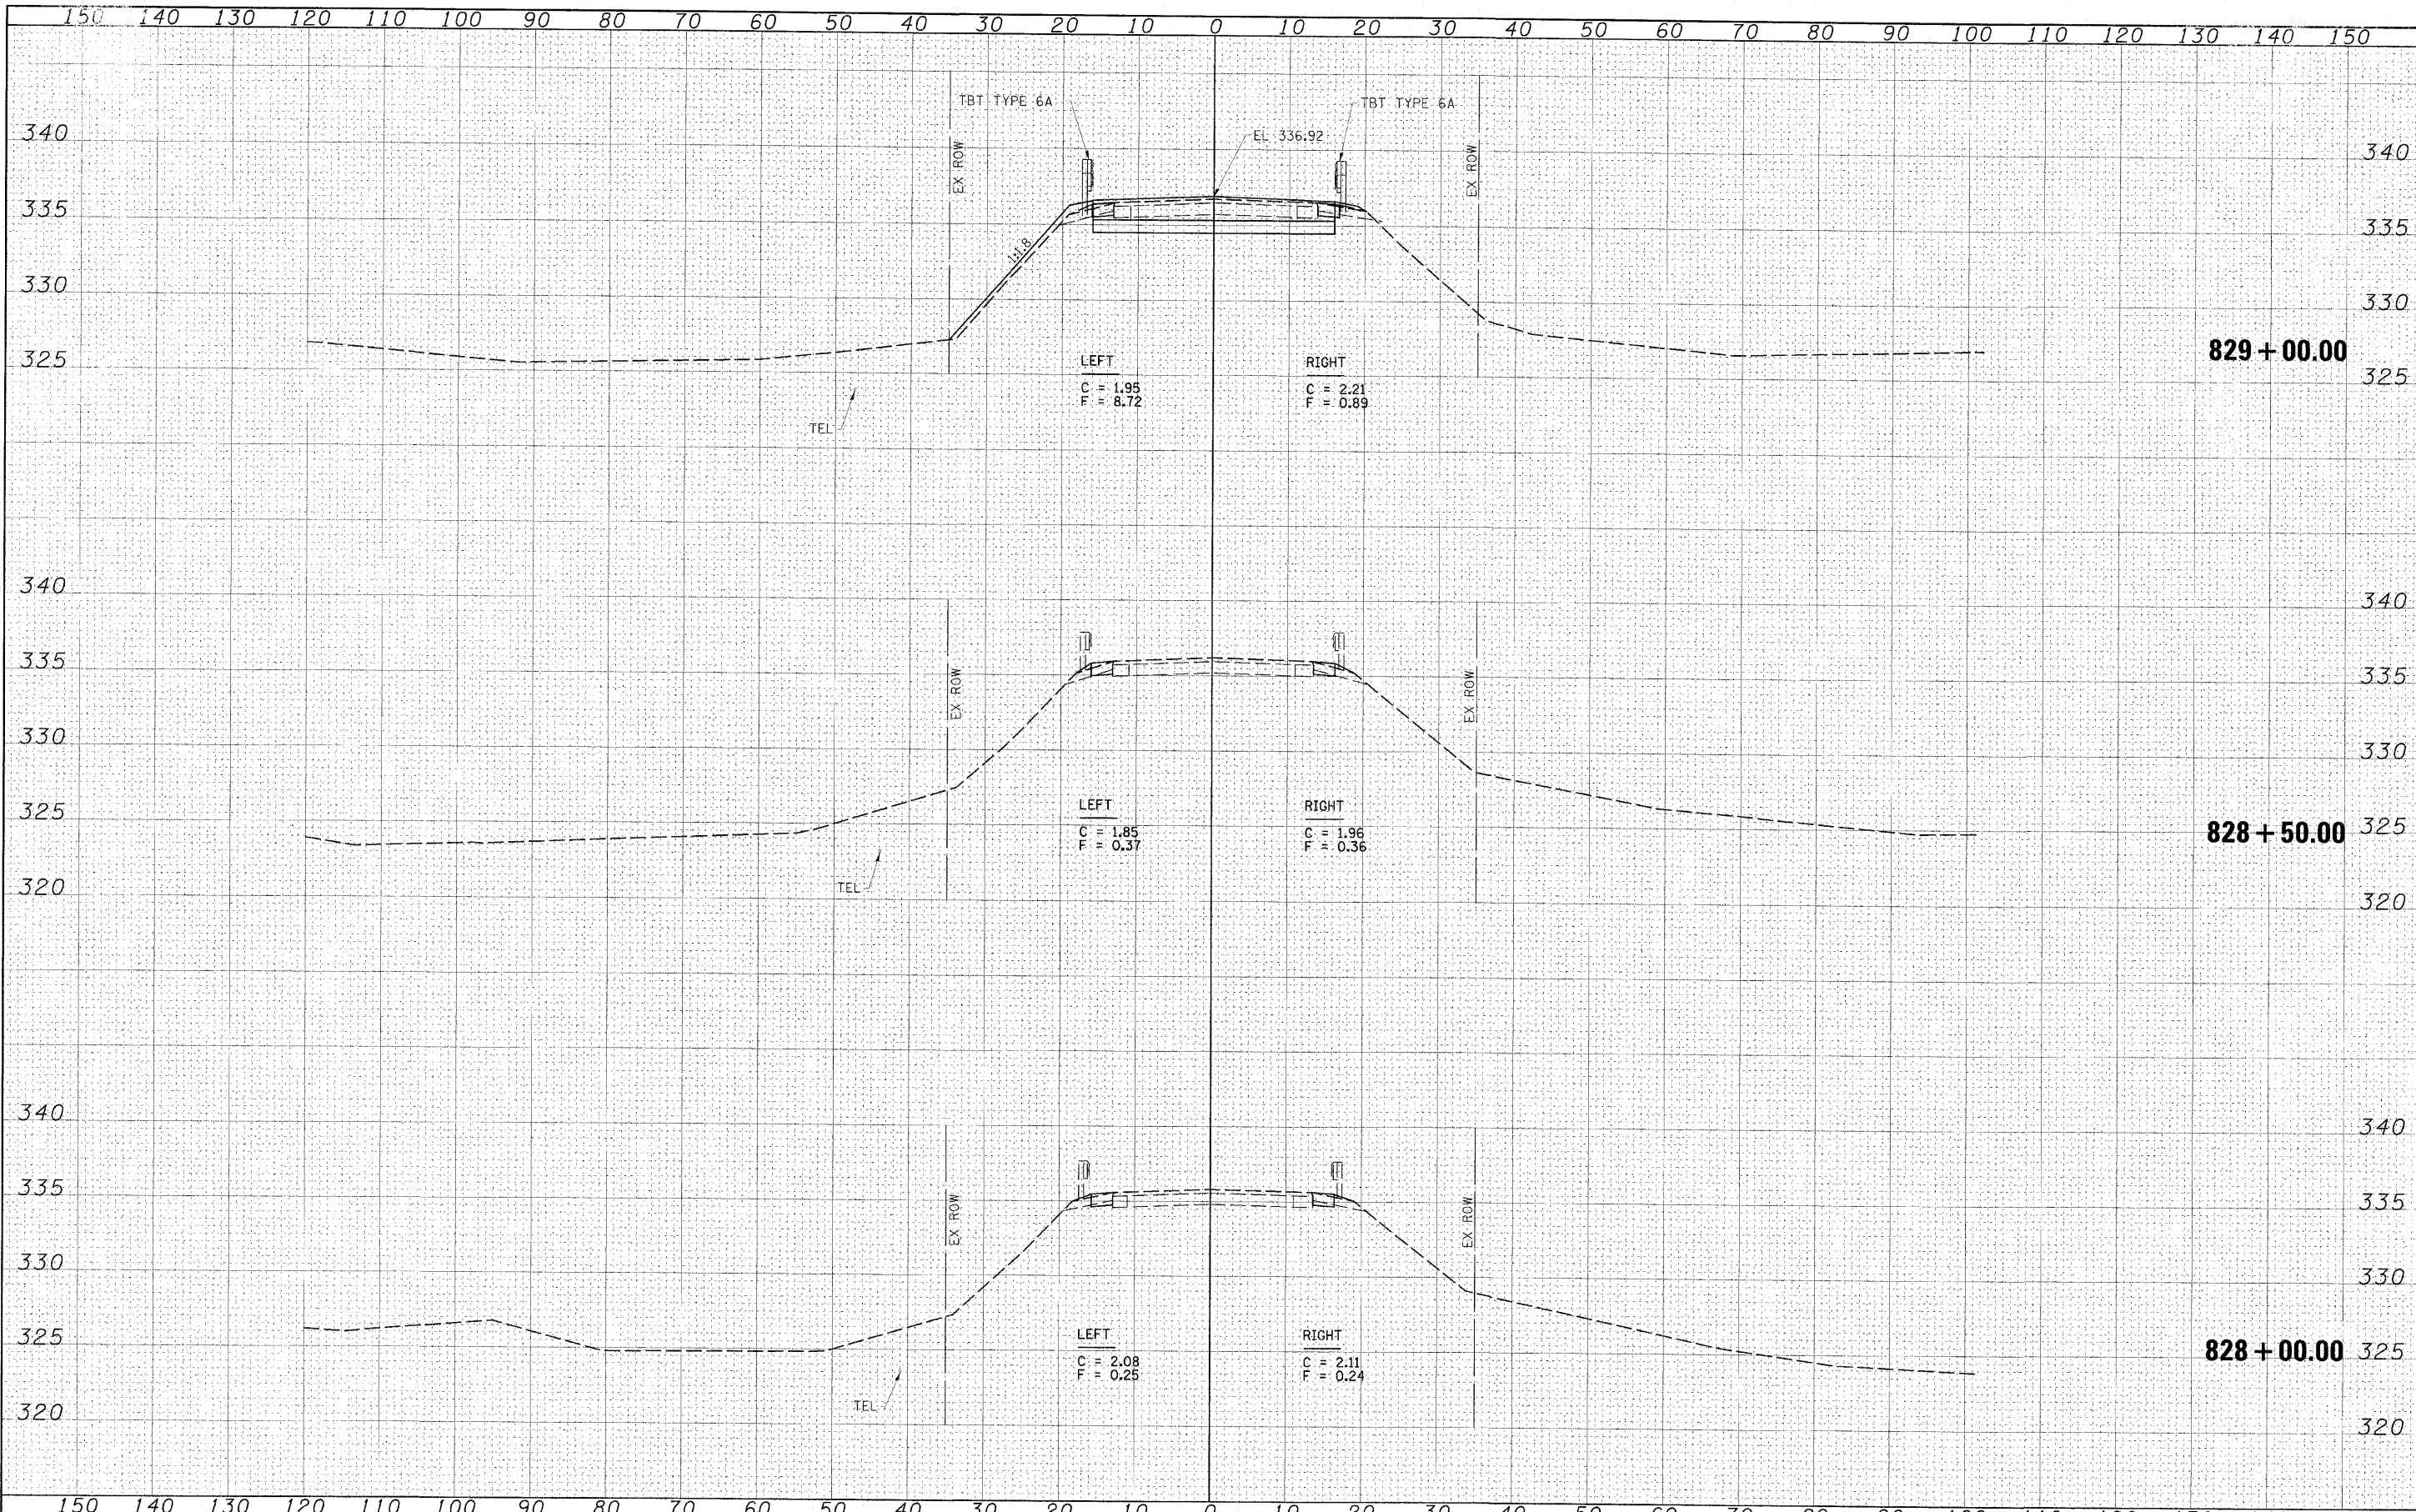 150 140 130 120 110 100 90 80 70 60 50 40 30 20 10 0 10 20 30 40 50 60 70 80 90 100 110 120 130 140 150
TBT TYPE 6A
TBT TYPE 6A
EL 336.92
340 340
EX ROW EX ROW
335 335
1:1.8
330 330
829+00.00
325 325
LEFT RIGHT
C = 1.95 C = 2.21
F = 8.72 F = 0.89
TEL
340 340
335 335
EX ROW EX ROW
330 330
325 828+50.00 325
LEFT RIGHT
C = 1.85 C = 1.96
F = 0.37 F = 0.36
TEL
320 320
340 340
335 335
EX ROW EX ROW
330 330
325 828+00.00 325
LEFT RIGHT
C = 2.08 C = 2.11
F = 0.25 F = 0.24
TEL
320 320
150 140 130 120 110 100 90 80 70 60 50 40 30 20 10 0 10 20 30 40 50 60 70